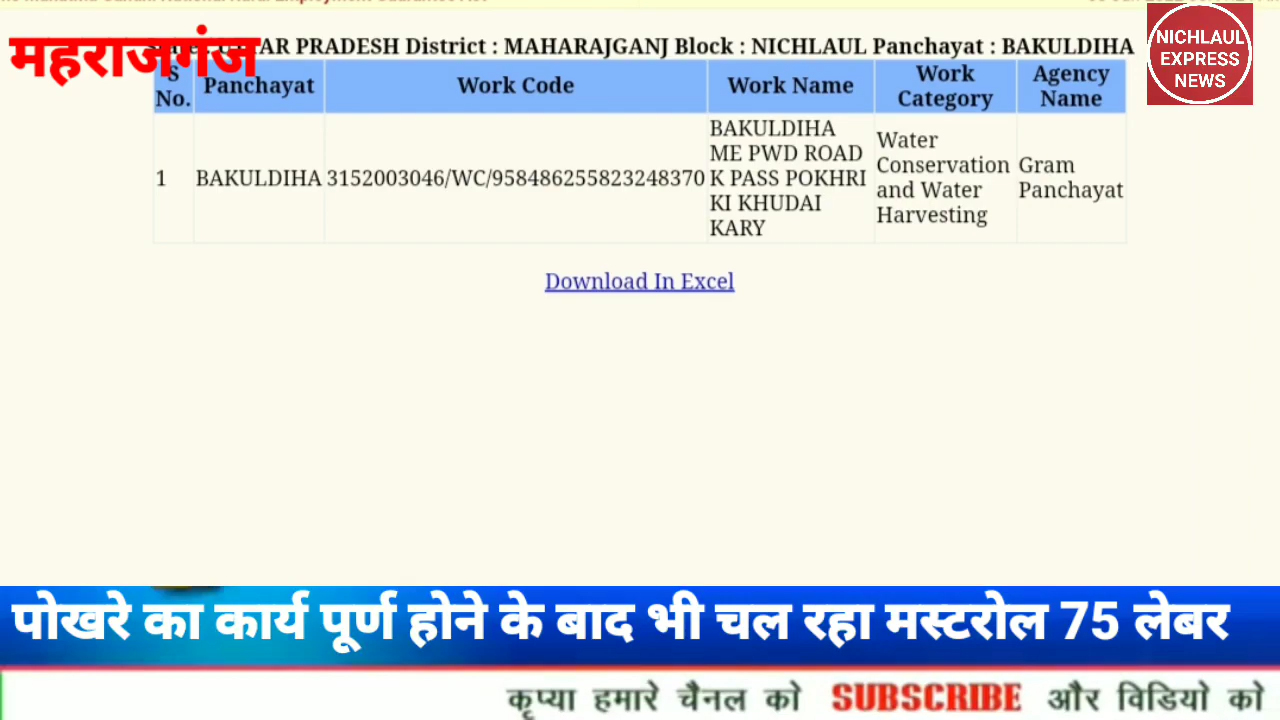 महराजगंज
AR PRADESH District : MAHARAJGANJ Block : NICHLAUL Panchayat : BAKULDIHA
NICHLAUL
EXPRESS
NEWS
S No. Panchayat Work Code Work Name Work Category Agency Name
1 BAKULDIHA 3152003046/WC/958486255823248370 BAKULDIHA ME PWD ROAD K PASS POKHRI KI KHUDAI KARY Water Conservation and Water Harvesting Gram Panchayat
Download In Excel
पोखरे का कार्य पूर्ण होने के बाद भी चल रहा मस्टरोल 75 लेबर
कृप्या हमारे चैनल को SUBSCRIBE और विडियो को